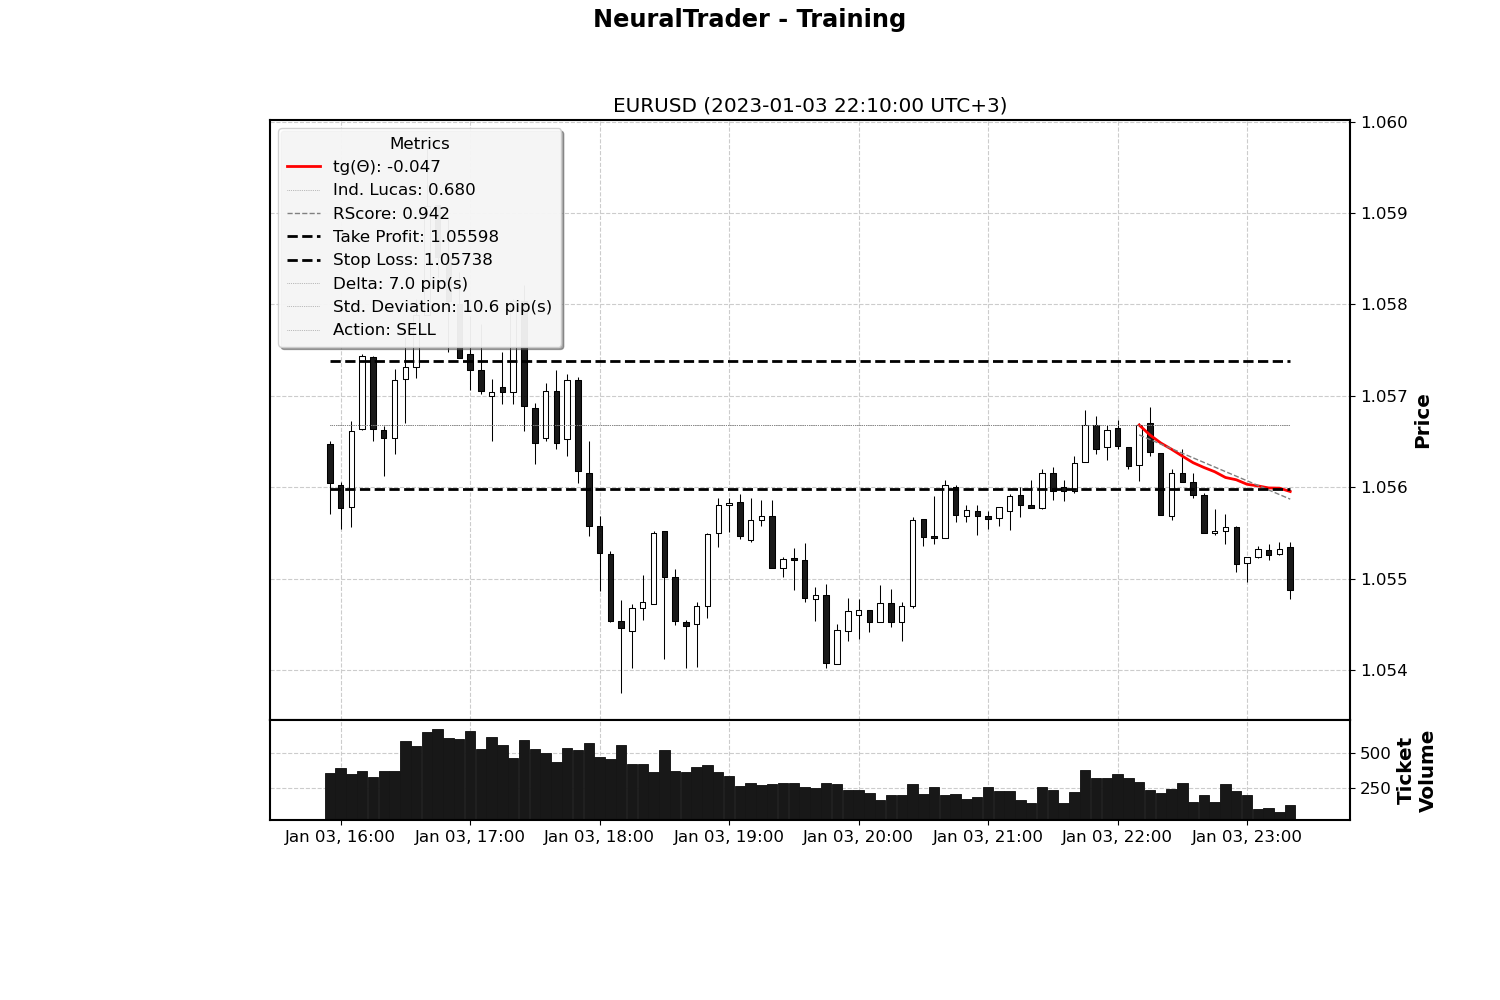 NeuralTrader - Training
EURUSD (2023-01-03 22:10:00 UTC+3)
Metrics
tg(Θ): -0.047
Ind. Lucas: 0.680
RScore: 0.942
Take Profit: 1.05598
Stop Loss: 1.05738
Delta: 7.0 pip(s)
Std. Deviation: 10.6 pip(s)
Action: SELL
1.060
1.059
1.058
1.057
1.056
1.055
1.054
Price
500
250
Ticket
Volume
Jan 03, 16:00
Jan 03, 17:00
Jan 03, 18:00
Jan 03, 19:00
Jan 03, 20:00
Jan 03, 21:00
Jan 03, 22:00
Jan 03, 23:00